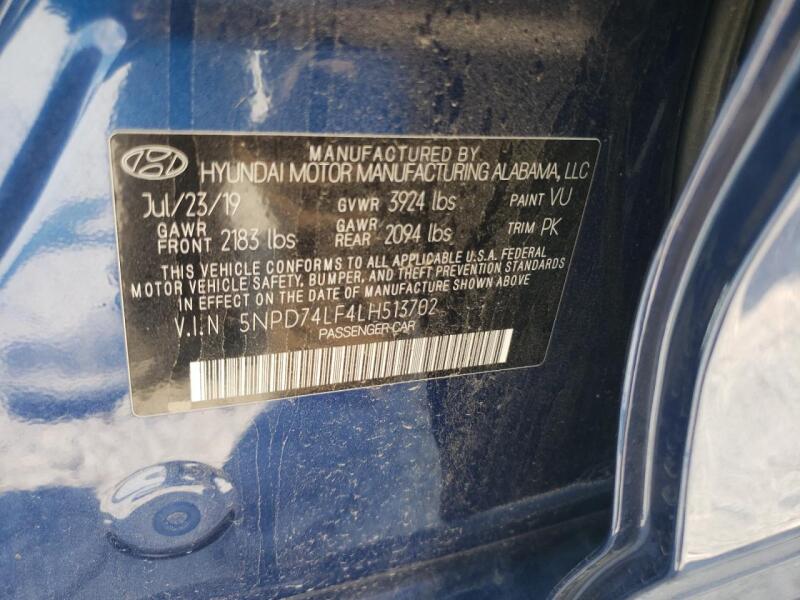 MANUFACTURED BY
HYUNDAI MOTOR MANUFACTURING ALABAMA, LLC
Jul/23/19 GVWR 3924 lbs PAINT VU
GAWR FRONT 2183 lbs GAWR REAR 2094 lbs TRIM PK
THIS VEHICLE CONFORMS TO ALL APPLICABLE U.S.A. FEDERAL
MOTOR VEHICLE SAFETY, BUMPER, AND THEFT PREVENTION STANDARDS
IN EFFECT ON THE DATE OF MANUFACTURE SHOWN ABOVE
V.I.N 5NPD74LF4LH513702
PASSENGER CAR